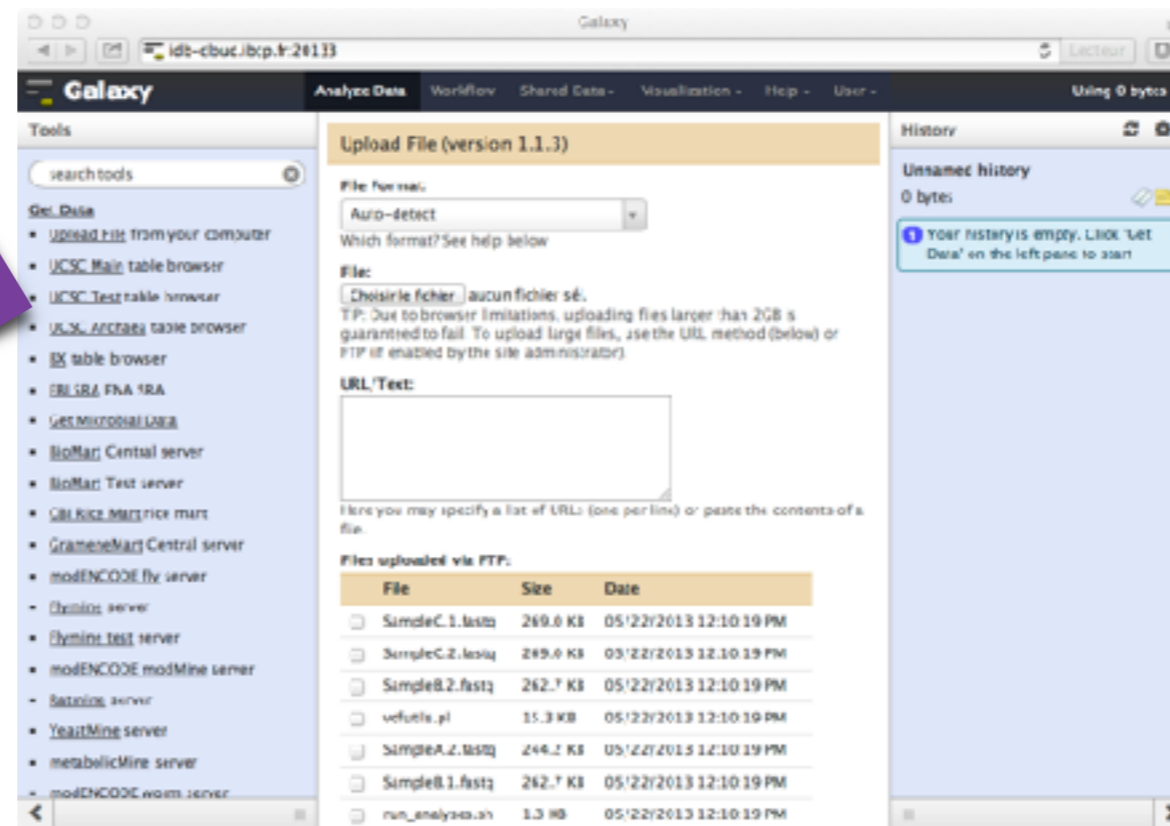 Galaxy
idb-cbuc.ibcp.fr:20133
Lecteur
Galaxy
Analyze Data Workflow Shared Data Visualization Help User
Using 0 bytes
Tools
search tools
Get Data
Upload File from your computer
UCSC Main table browser
UCSC Test table browser
UCSC Archaea table browser
BX table browser
EBI SRA ENA SRA
Get Microbial Data
BioMart Central server
BioMart Test server
GrameneMart Central server
modENCODE fly server
Flymine server
Flymine test server
modENCODE modMine server
Ratmine server
YeastMine server
metabolicMine server
modENCODE worm server
Upload File (version 1.1.3)
File Format:
Auto-detect
Which format? See help below
File:
Choisir le fichier aucun fichier sél.
TIP: Due to browser limitations, uploading files larger than 2GB is
guaranteed to fail. To upload large files, use the URL method (below) or
FTP (if enabled by the site administrator).
URL/Text:
Here you may specify a list of URLs (one per line) or paste the contents of a
file.
Files uploaded via FTP:
File Size Date
SampleC.1.fastq 269.0 KB 05/22/2013 12:10:19 PM
SampleC.2.fastq 269.0 KB 05/22/2013 12:10:19 PM
SampleB.2.fastq 262.7 KB 05/22/2013 12:10:19 PM
vcfutils.pl 15.3 KB 05/22/2013 12:10:19 PM
SampleA.2.fastq 244.2 KB 05/22/2013 12:10:19 PM
SampleB.1.fastq 262.7 KB 05/22/2013 12:10:19 PM
run_analyses.sh 1.3 KB 05/22/2013 12:10:19 PM
History
Unnamed history
0 bytes
Your history is empty. Click 'Get
Data' on the left pane to start